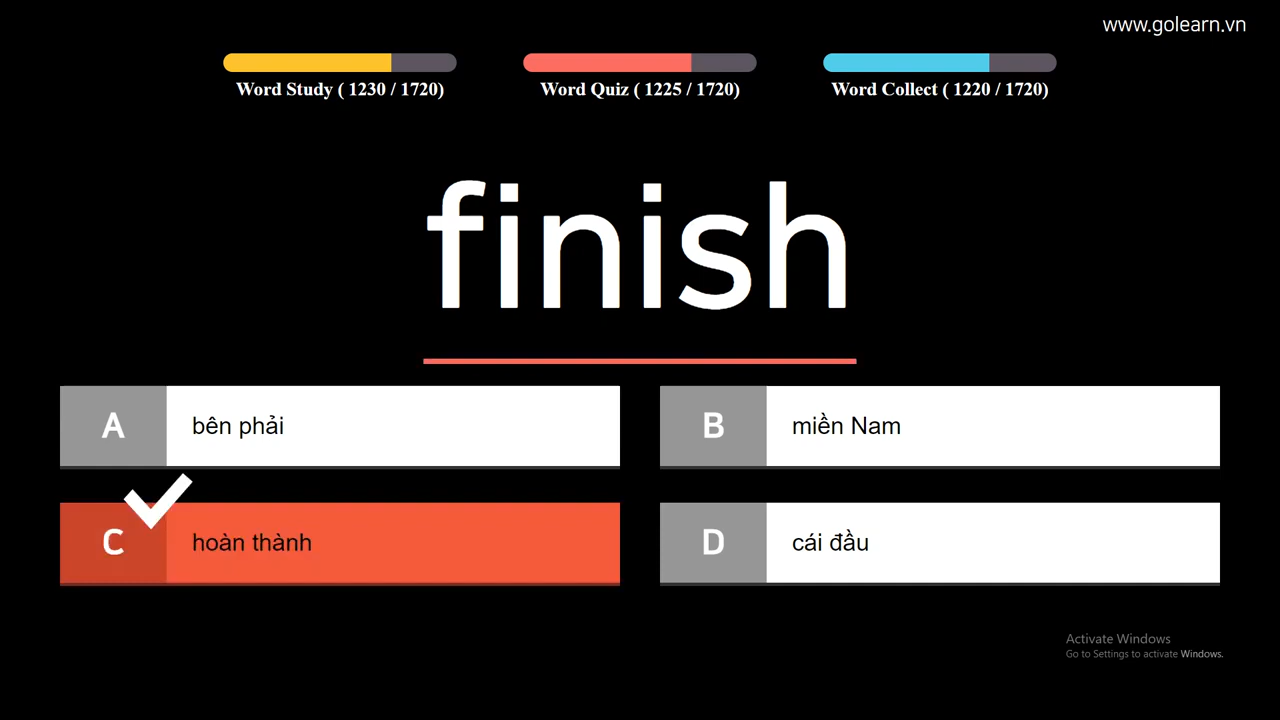 www.golearn.vn
Word Study ( 1230 / 1720)
Word Quiz ( 1225 / 1720)
Word Collect ( 1220 / 1720)
finish
A bên phải
B miền Nam
C hoàn thành
D cái đầu
Activate Windows
Go to Settings to activate Windows.